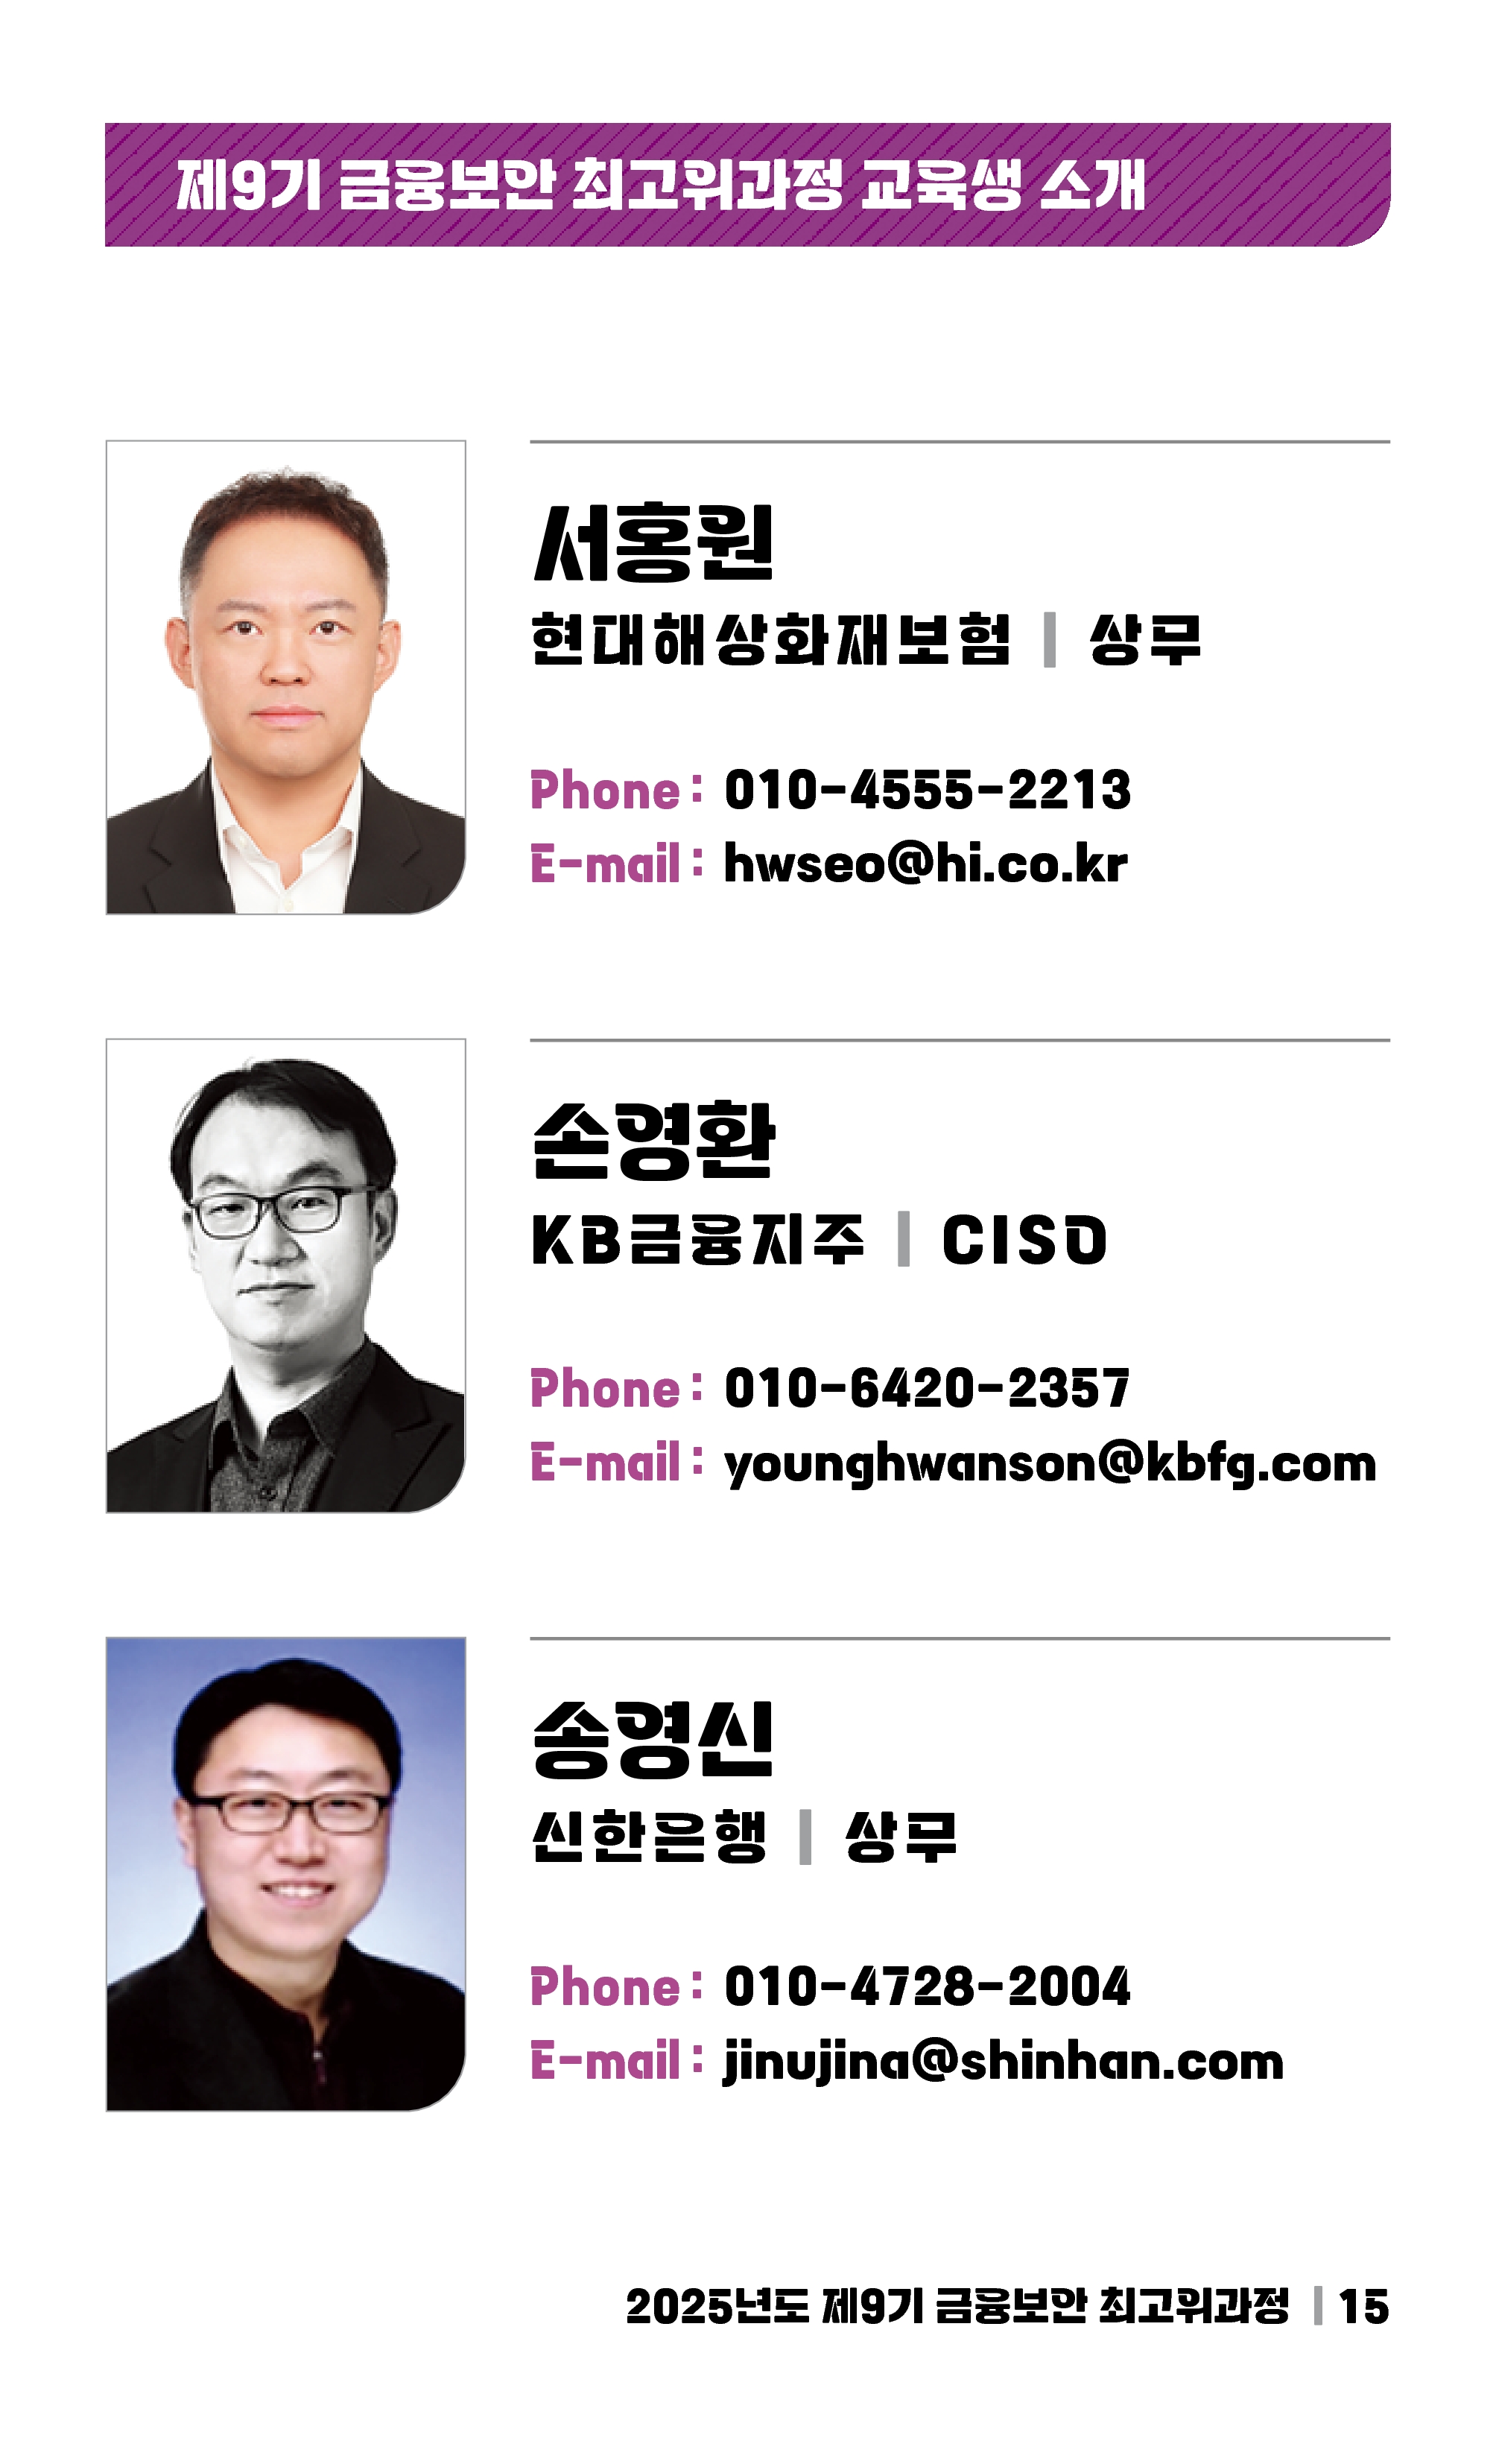 제9기 금융보안 최고위과정 교육생 소개
서홍원
현대해상화재보험 | 상무
Phone : 010-4555-2213
E-mail : hwseo@hi.co.kr
손영환
KB금융지주 | CISO
Phone : 010-6420-2357
E-mail : younghwanson@kbfg.com
송영신
신한은행 | 상무
Phone : 010-4728-2004
E-mail : jinujina@shinhan.com
2025년도 제9기 금융보안 최고위과정 | 15